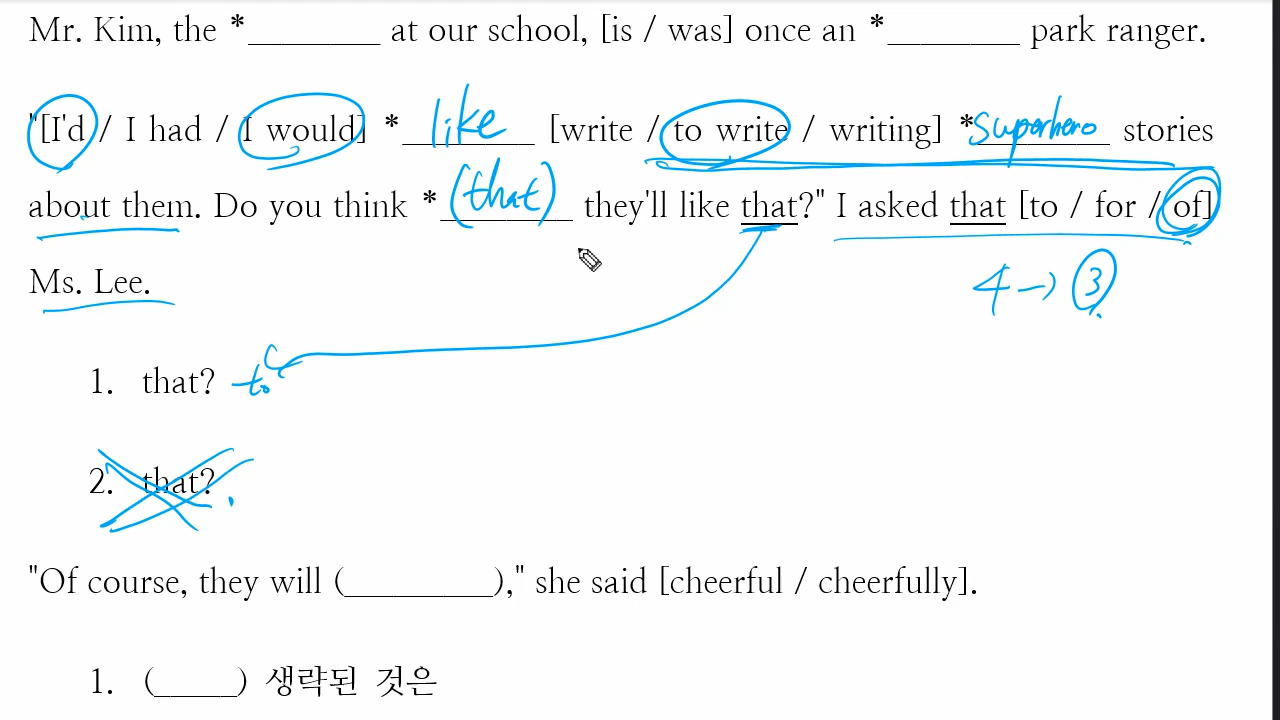 Mr. Kim, the *________ at our school, [is / was] once an *________ park ranger.
"[I'd / I had / I would] * like [write / to write / writing] *Superhero stories
about them. Do you think * (that) they'll like that?" I asked that [to / for / of]
Ms. Lee.
4 → ③
1. that? to
2. that?
"Of course, they will (_________)," she said [cheerful / cheerfully].
1. (_____) 생략된 것은